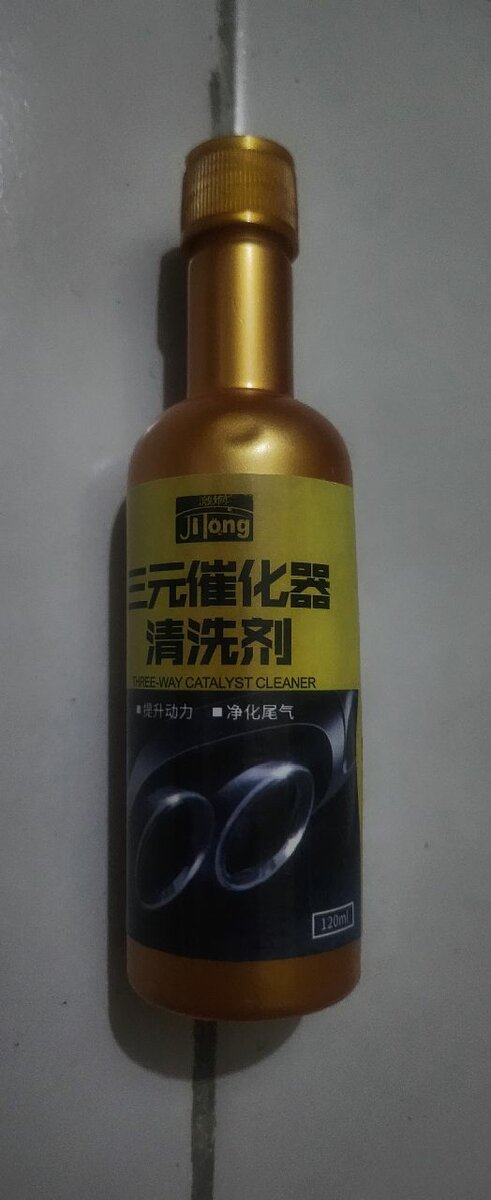 Jilong
三元催化器
清洗剂
THREE-WAY CATALYST CLEANER
■提升动力 ■净化尾气
120ml